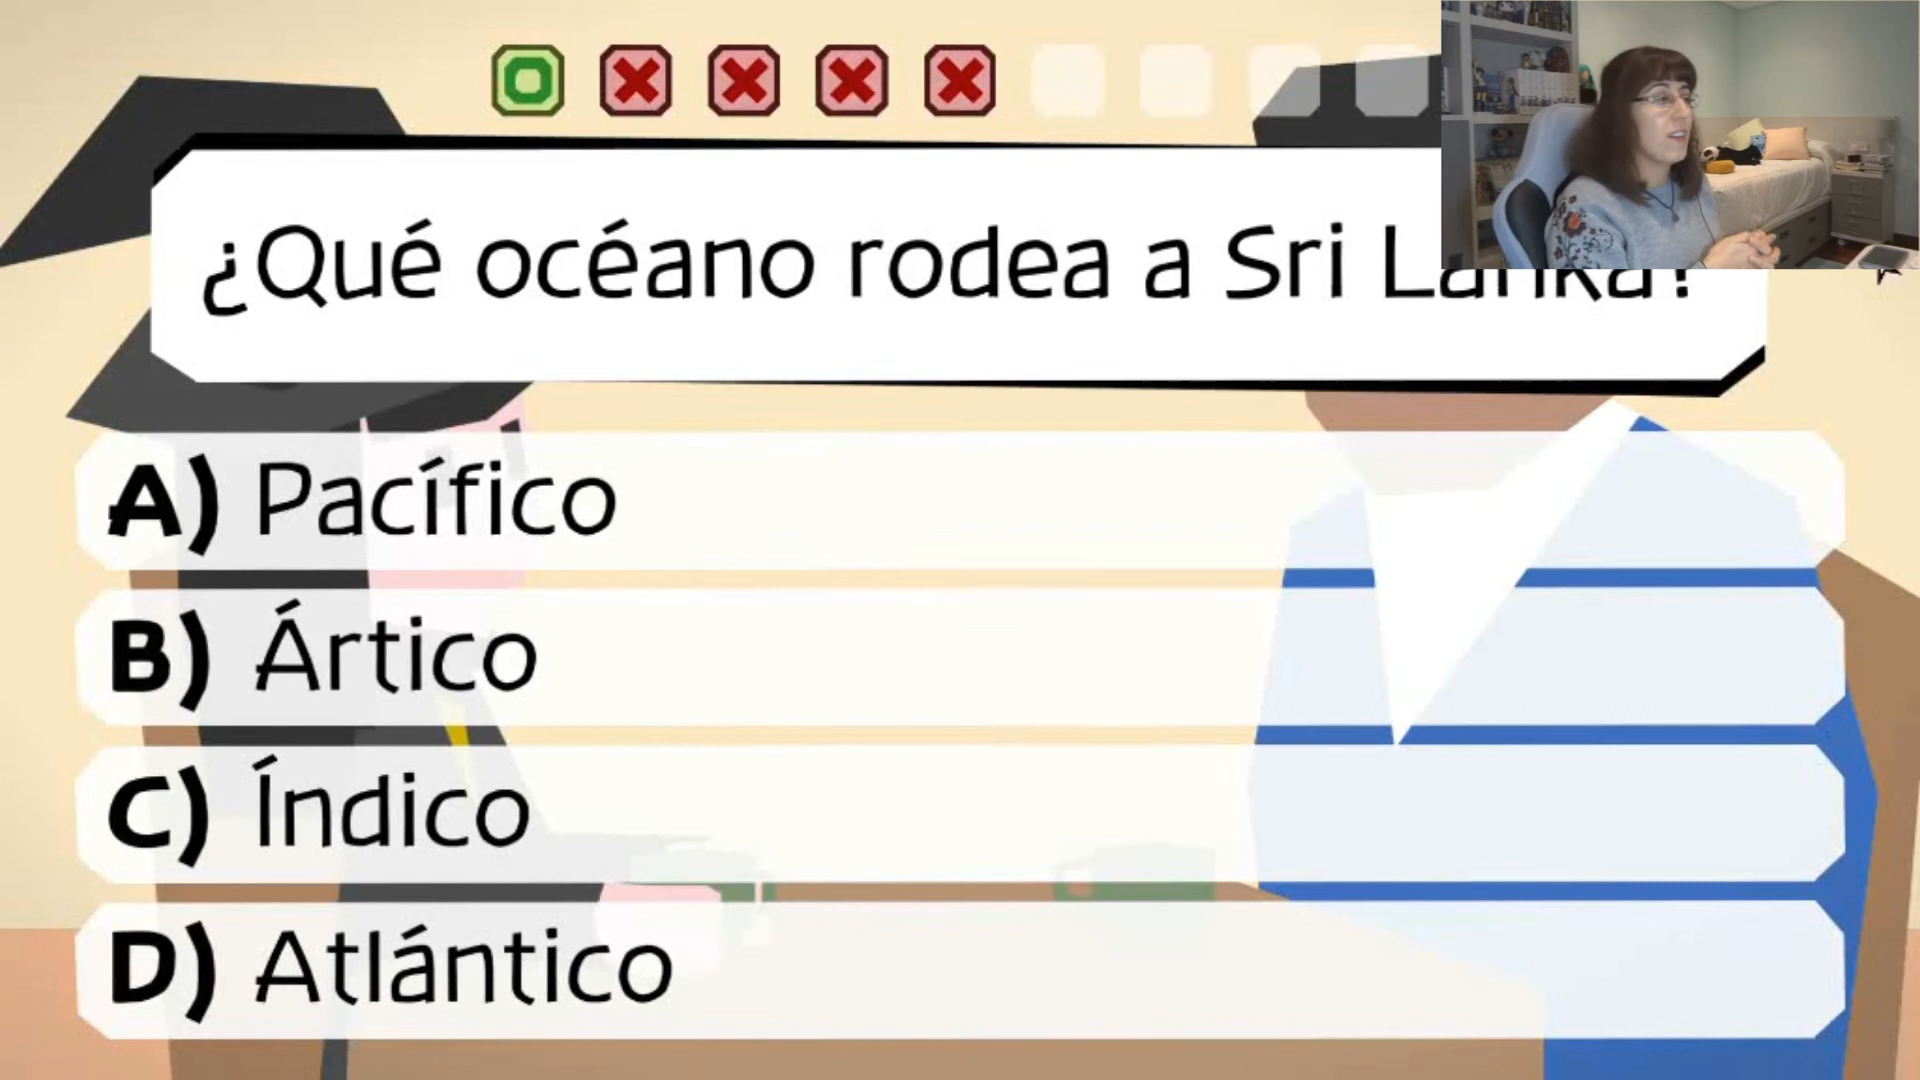 ¿Qué océano rodea a Sri Lanka?
A) Pacífico
B) Ártico
C) Índico
D) Atlántico